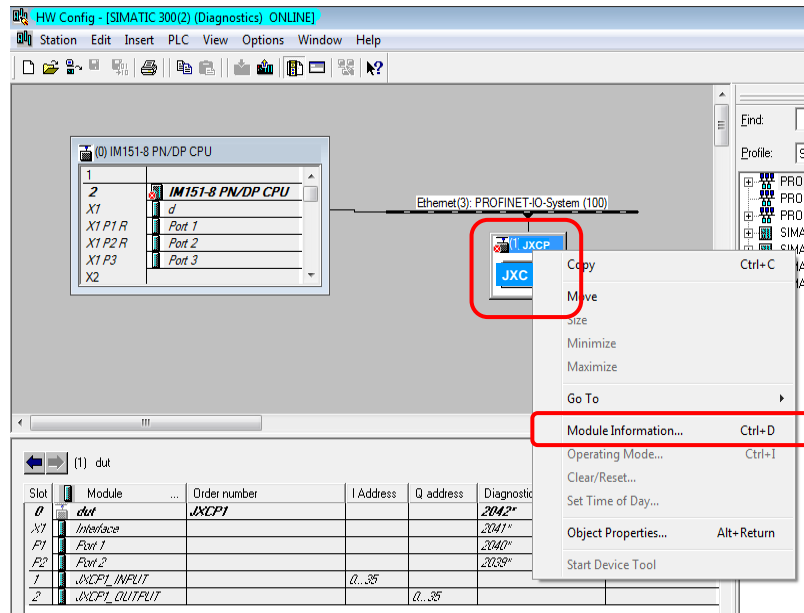 HW Config - [SIMATIC 300(2) (Diagnostics) ONLINE]
Station Edit Insert PLC View Options Window Help
Find:
Profile:
(0) IM151-8 PN/DP CPU
1
2 IM151-8 PN/DP CPU
X1 d
X1 P1 R Port 1
X1 P2 R Port 2
X1 P3 Port 3
X2
Ethernet(3): PROFINET-IO-System (100)
(1) JXCP
JXC
PRO
PRO
PRO
SIMA
SIMA
Copy Ctrl+C
Move
Size
Minimize
Maximize
Go To
Module Information... Ctrl+D
Operating Mode... Ctrl+I
Clear/Reset...
Set Time of Day...
Object Properties... Alt+Return
Start Device Tool
(1) dut
Slot Module ... Order number I Address Q address Diagnostic
0 dut JXCP1 2042*
X1 Interface 2041*
P1 Port 1 2040*
P2 Port 2 2039*
1 JXCP1_INPUT 0...35
2 JXCP1_OUTPUT 0...35